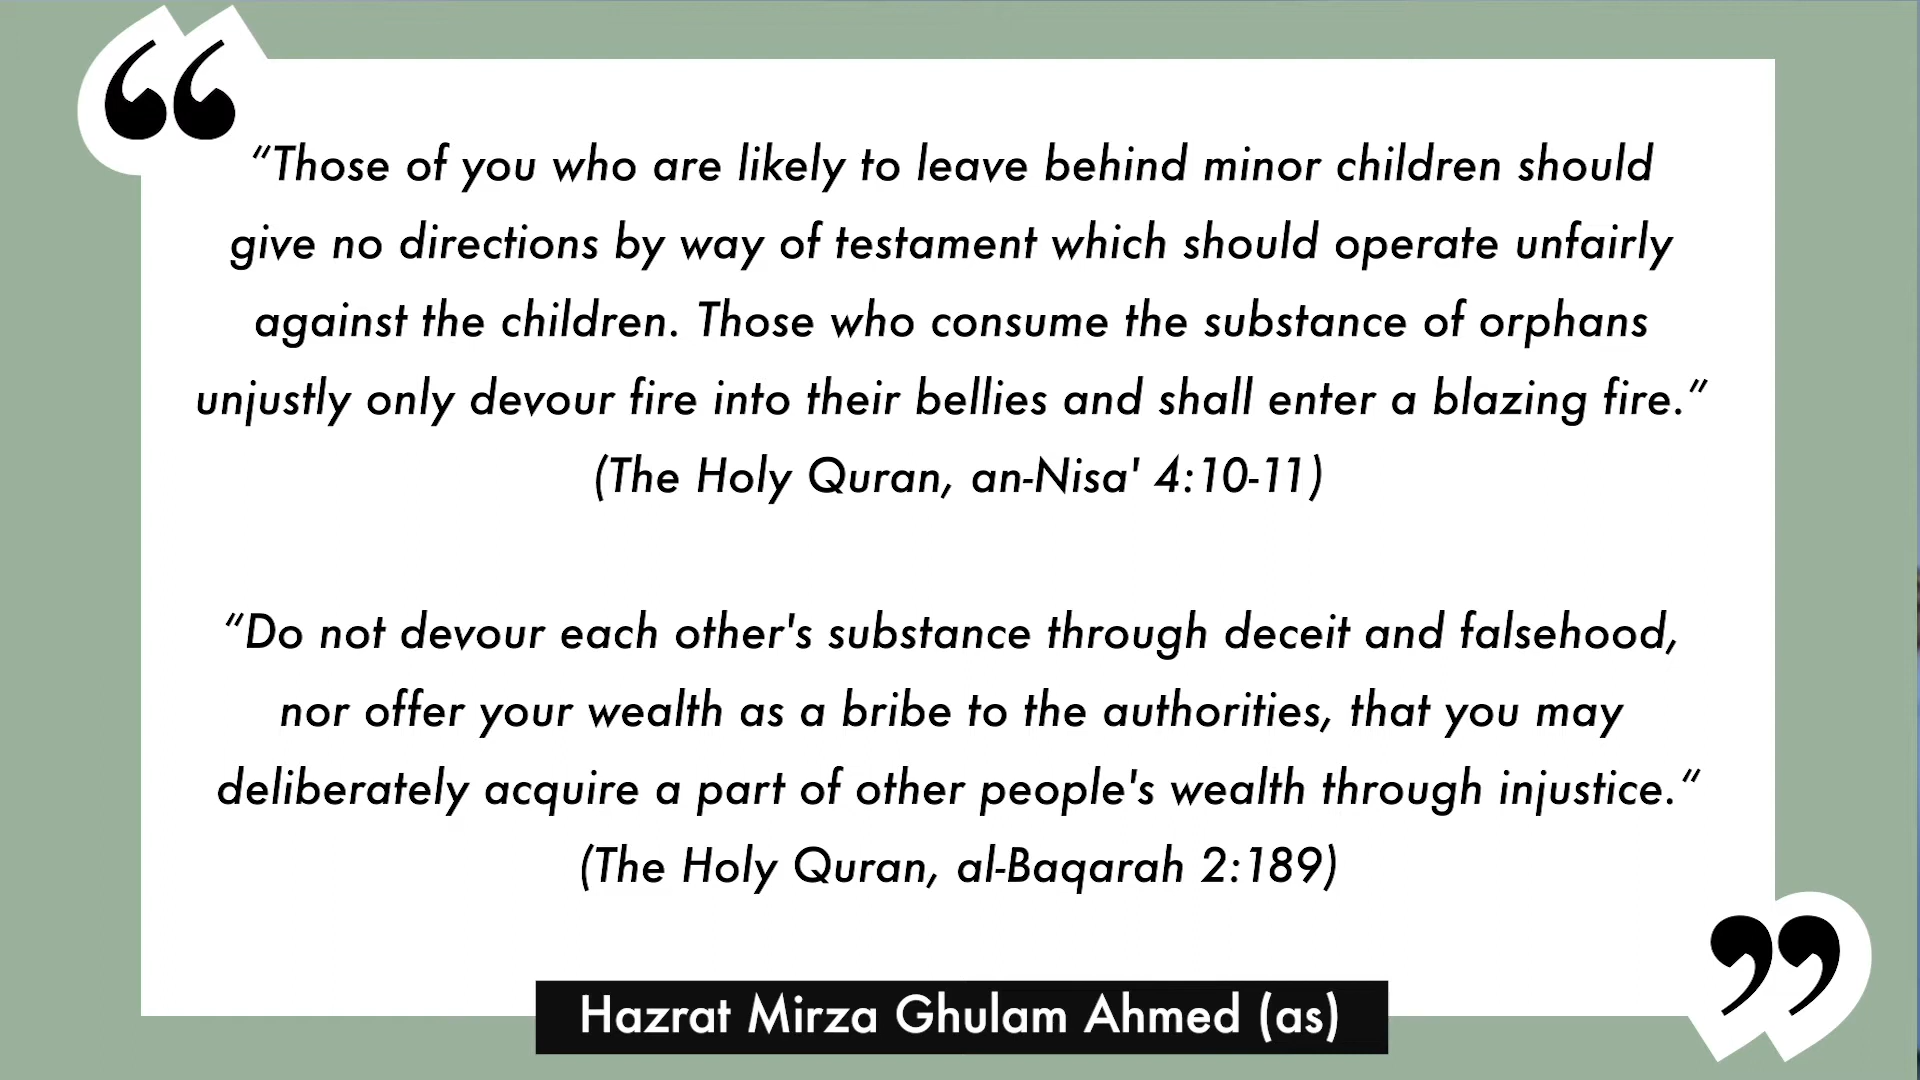 “Those of you who are likely to leave behind minor children should
give no directions by way of testament which should operate unfairly
against the children. Those who consume the substance of orphans
unjustly only devour fire into their bellies and shall enter a blazing fire.”
(The Holy Quran, an-Nisa' 4:10-11)
“Do not devour each other's substance through deceit and falsehood,
nor offer your wealth as a bribe to the authorities, that you may
deliberately acquire a part of other people's wealth through injustice.“
(The Holy Quran, al-Baqarah 2:189)
Hazrat Mirza Ghulam Ahmed (as)